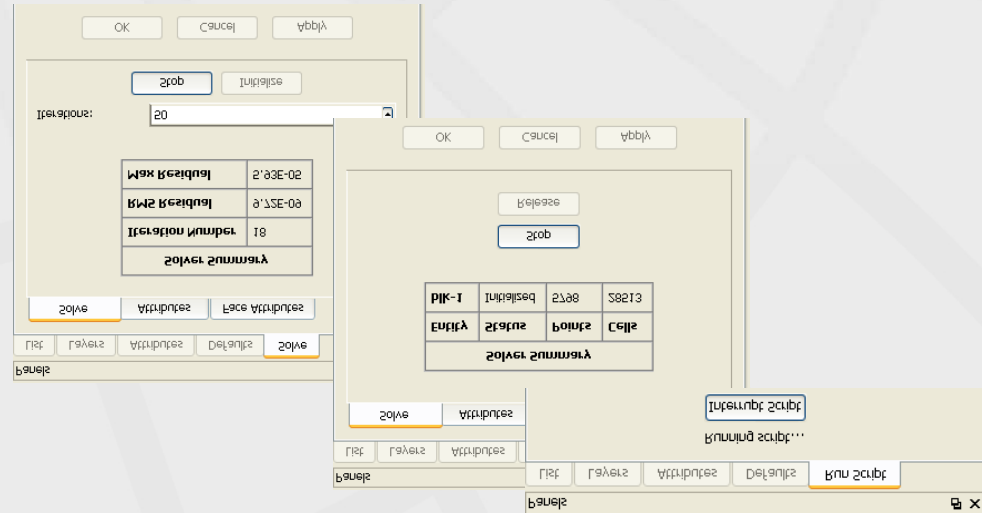 Panels
List Layers Attributes Defaults Run Script
Running script...
Interrupt Script
Panels
List Layers Attributes
Solve Attributes
Solver Summary
Entity Status Points Cells
blk-1 Initialized 5798 28513
Stop
Release
OK Cancel Apply
Panels
List Layers Attributes Defaults Solve
Solve Attributes Face Attributes
Solver Summary
Iteration Number 18
RMS Residual 9.72E-09
Max Residual 5.93E-05
Iterations: 50
Stop Initialize
OK Cancel Apply